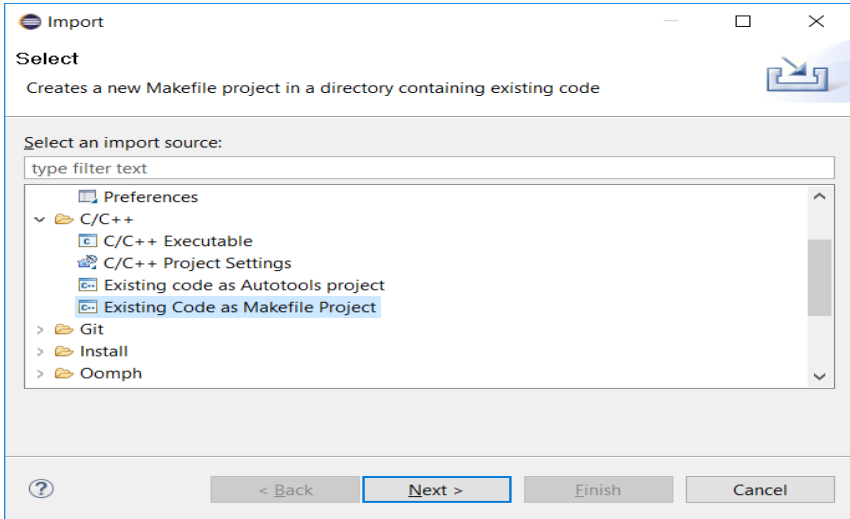 Import
Select
Creates a new Makefile project in a directory containing existing code
Select an import source:
type filter text
Preferences
C/C++
C/C++ Executable
C/C++ Project Settings
Existing code as Autotools project
Existing Code as Makefile Project
Git
Install
Oomph
? < Back Next > Finish Cancel